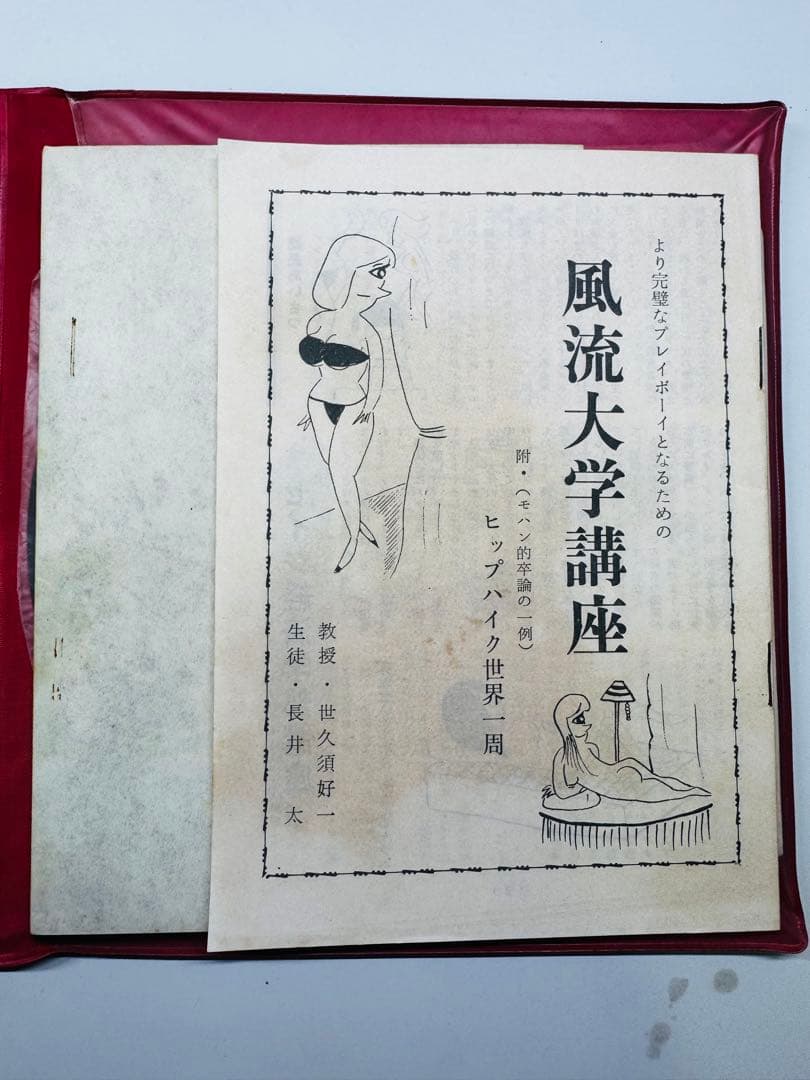 より完璧なプレイボーイとなるための
風流大学講座
附・(モハン的卒論の一例)
ヒップハイク世界一周
教授・世久須好一
生徒・長井太